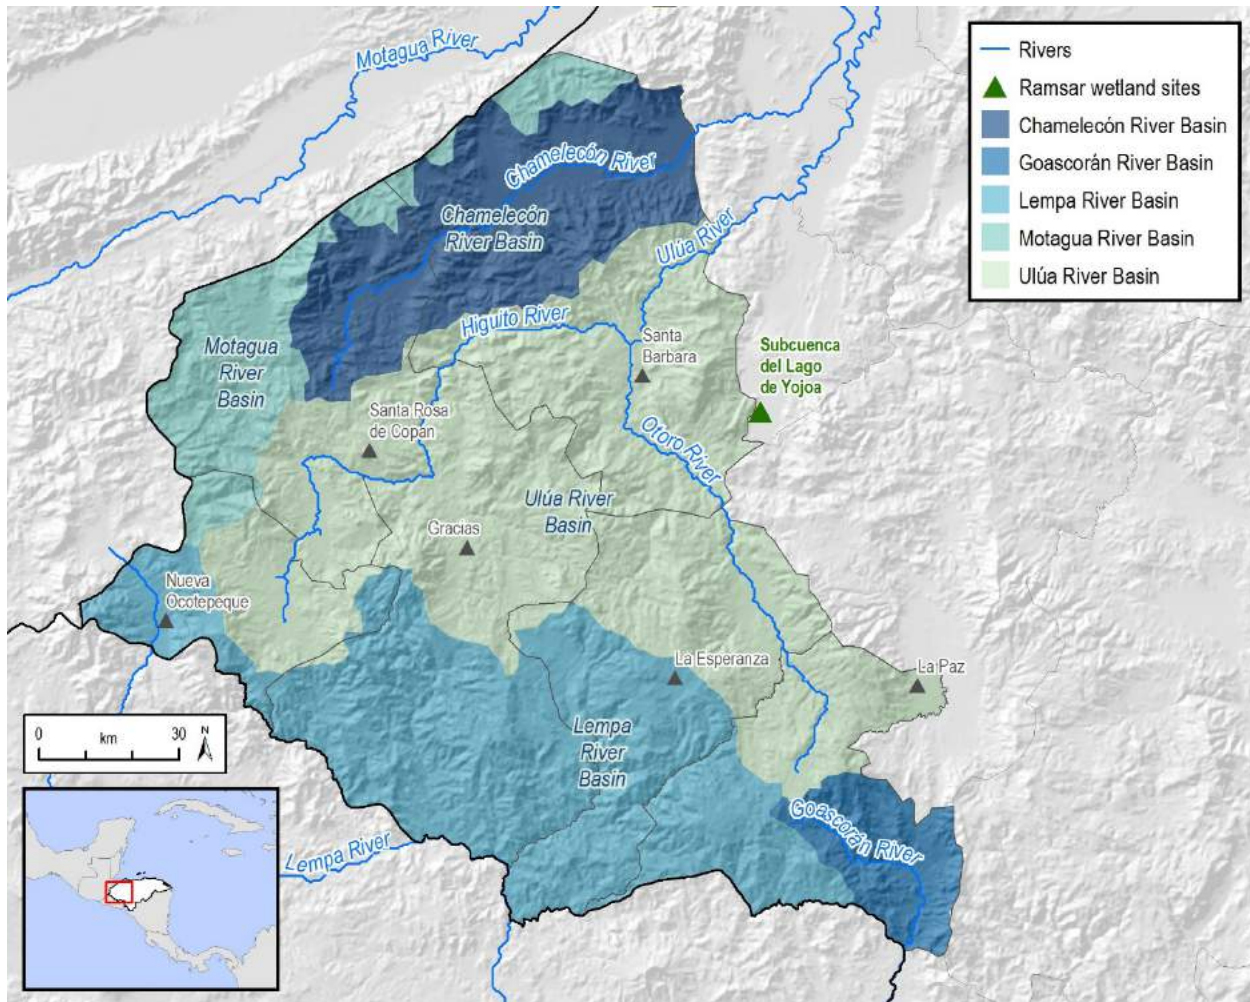 Motagua River
Rivers
Ramsar wetland sites
Chamelecón River Basin
Goascorán River Basin
Lempa River Basin
Motagua River Basin
Ulúa River Basin
Chamelecón River
Chamelecón
River Basin
Ulúa River
Higuito River
Santa
Barbara
Subcuenca
del Lago
de Yojoa
Motagua
River
Basin
Santa Rosa
de Copán
Otoro River
Ulúa River
Basin
Gracias
Nueva
Ocotepeque
La Esperanza
La Paz
Lempa
River
Basin
0 km 30 N
Goascorán River
Lempa River